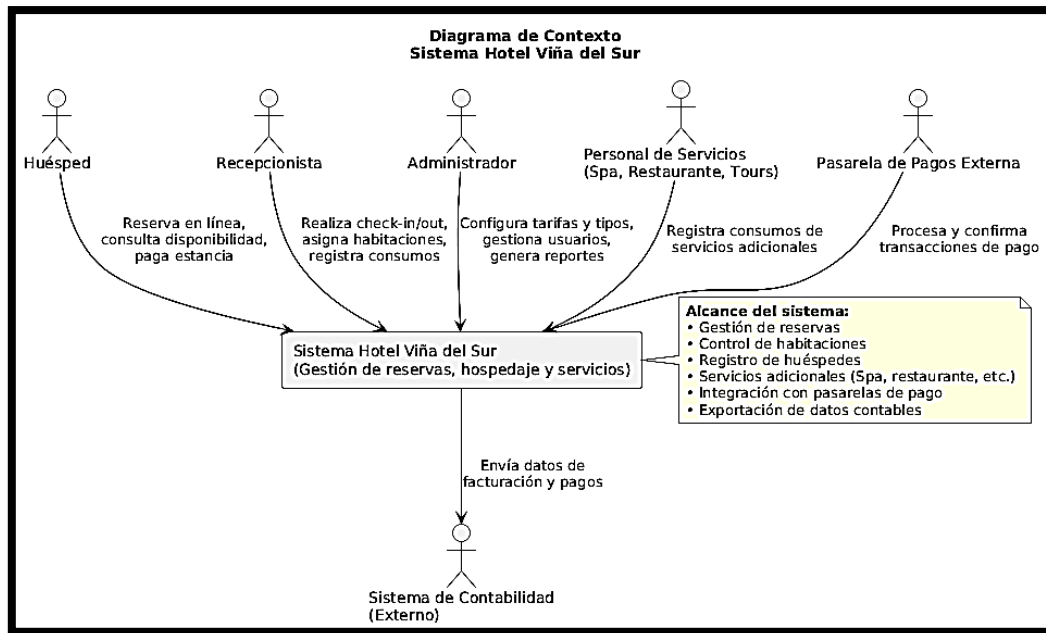 Diagrama de Contexto
Sistema Hotel Viña del Sur
Huésped
Recepcionista
Administrador
Personal de Servicios
(Spa, Restaurante, Tours)
Pasarela de Pagos Externa
Reserva en línea,
consulta disponibilidad,
paga estancia
Realiza check-in/out,
asigna habitaciones,
registra consumos
Configura tarifas y tipos,
gestiona usuarios,
genera reportes
Registra consumos de
servicios adicionales
Procesa y confirma
transacciones de pago
Sistema Hotel Viña del Sur
(Gestión de reservas, hospedaje y servicios)
Alcance del sistema:
• Gestión de reservas
• Control de habitaciones
• Registro de huéspedes
• Servicios adicionales (Spa, restaurante, etc.)
• Integración con pasarelas de pago
• Exportación de datos contables
Envía datos de
facturación y pagos
Sistema de Contabilidad
(Externo)